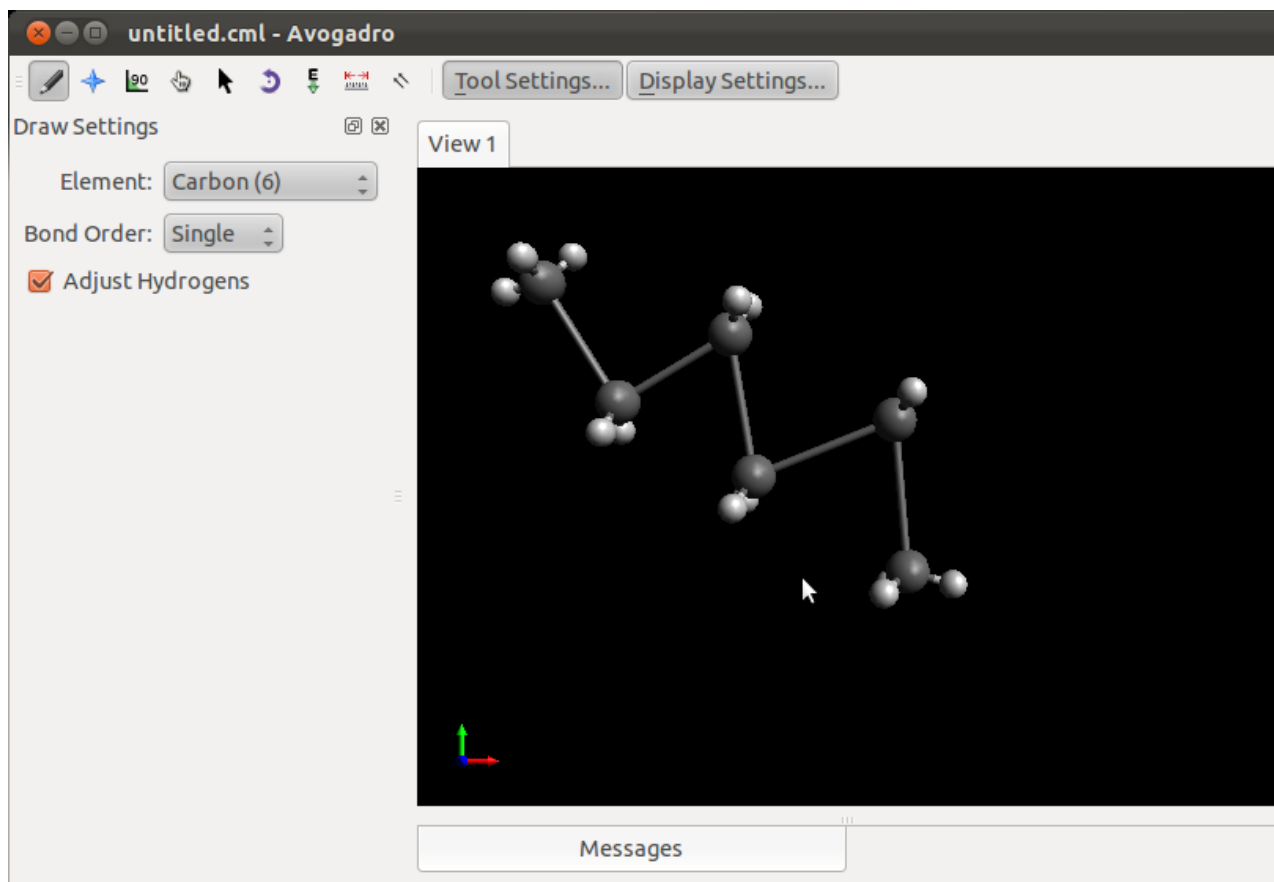 untitled.cml - Avogadro
90 E Tool Settings... Display Settings...
Draw Settings
View 1
Element: Carbon (6)
Bond Order: Single
Adjust Hydrogens
Messages